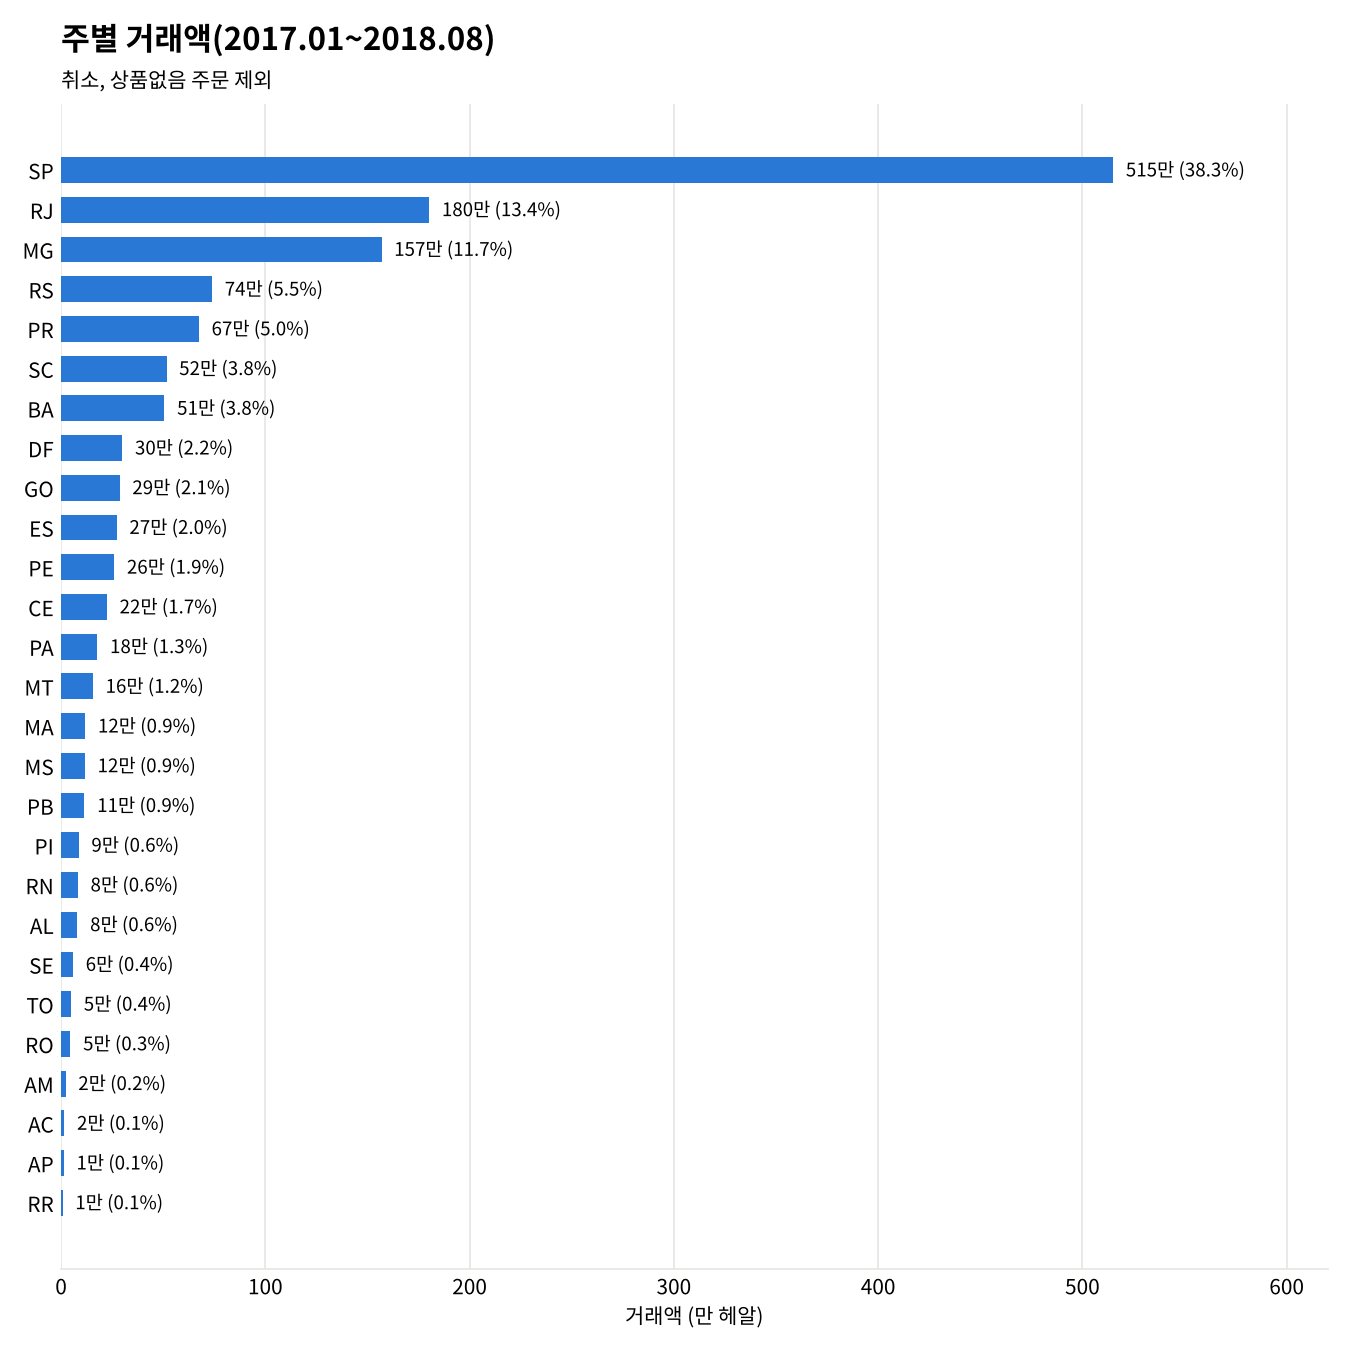 주별 거래액(2017.01~2018.08)
취소, 상품없음 주문 제외
SP 515만 (38.3%)
RJ 180만 (13.4%)
MG 157만 (11.7%)
RS 74만 (5.5%)
PR 67만 (5.0%)
SC 52만 (3.8%)
BA 51만 (3.8%)
DF 30만 (2.2%)
GO 29만 (2.1%)
ES 27만 (2.0%)
PE 26만 (1.9%)
CE 22만 (1.7%)
PA 18만 (1.3%)
MT 16만 (1.2%)
MA 12만 (0.9%)
MS 12만 (0.9%)
PB 11만 (0.9%)
PI 9만 (0.6%)
RN 8만 (0.6%)
AL 8만 (0.6%)
SE 6만 (0.4%)
TO 5만 (0.4%)
RO 5만 (0.3%)
AM 2만 (0.2%)
AC 2만 (0.1%)
AP 1만 (0.1%)
RR 1만 (0.1%)
0 100 200 300 400 500 600
거래액 (만 헤알)